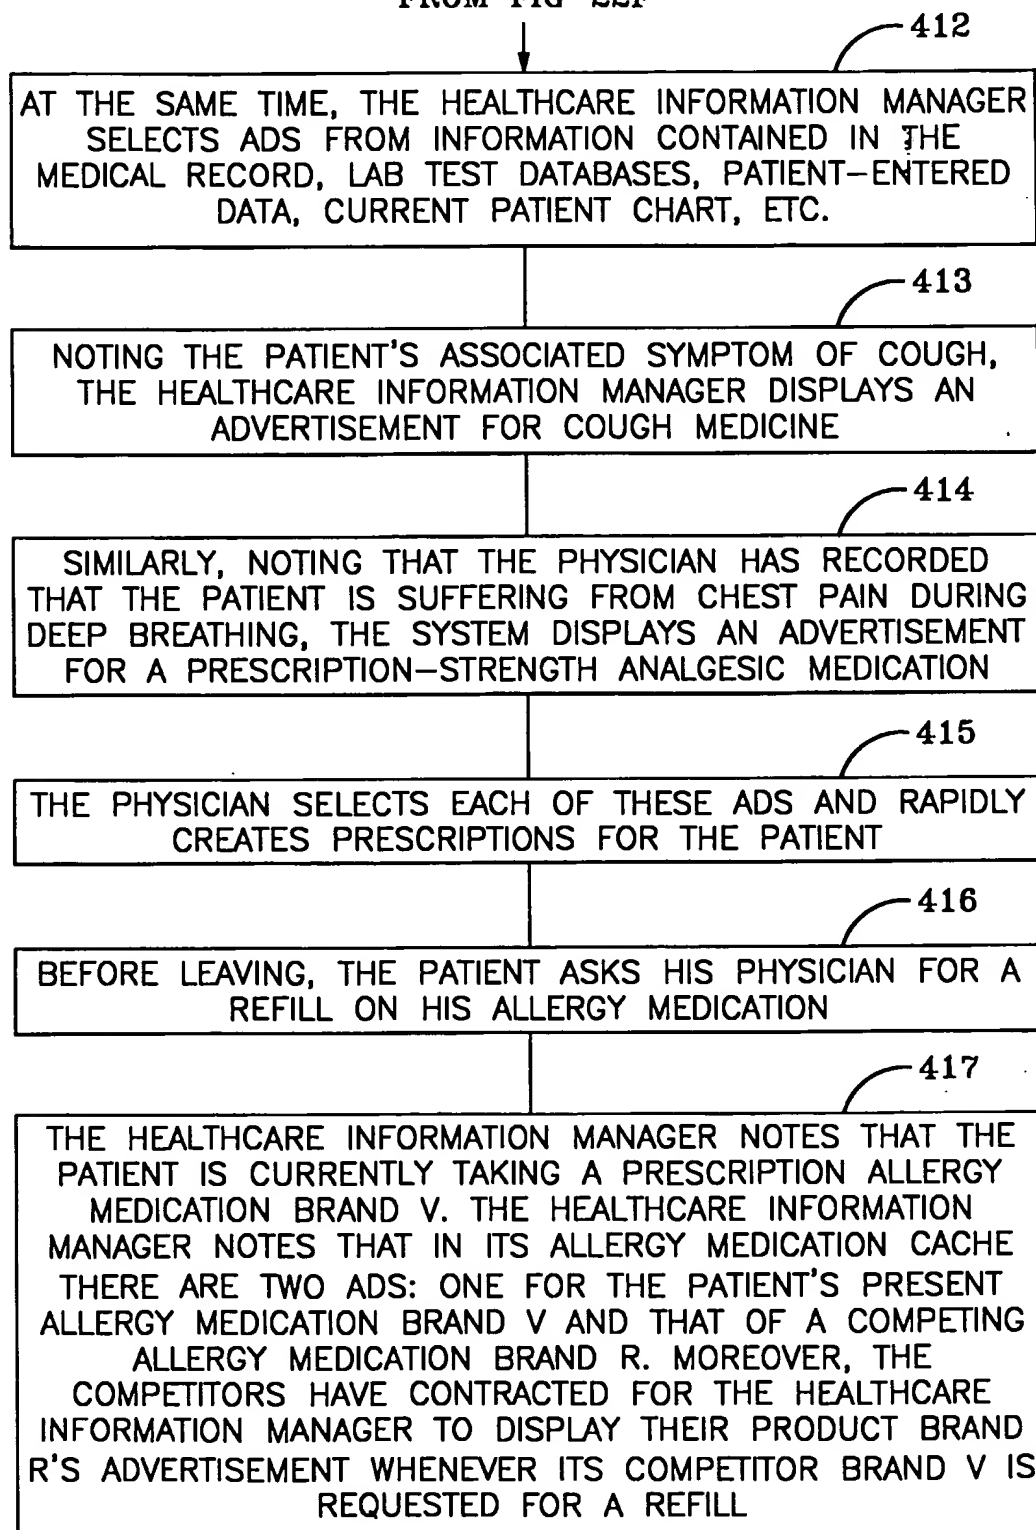 FROM FIG 22F
412
AT THE SAME TIME, THE HEALTHCARE INFORMATION MANAGER
SELECTS ADS FROM INFORMATION CONTAINED IN THE
MEDICAL RECORD, LAB TEST DATABASES, PATIENT-ENTERED
DATA, CURRENT PATIENT CHART, ETC.
413
NOTING THE PATIENT'S ASSOCIATED SYMPTOM OF COUGH,
THE HEALTHCARE INFORMATION MANAGER DISPLAYS AN
ADVERTISEMENT FOR COUGH MEDICINE
414
SIMILARLY, NOTING THAT THE PHYSICIAN HAS RECORDED
THAT THE PATIENT IS SUFFERING FROM CHEST PAIN DURING
DEEP BREATHING, THE SYSTEM DISPLAYS AN ADVERTISEMENT
FOR A PRESCRIPTION-STRENGTH ANALGESIC MEDICATION
415
THE PHYSICIAN SELECTS EACH OF THESE ADS AND RAPIDLY
CREATES PRESCRIPTIONS FOR THE PATIENT
416
BEFORE LEAVING, THE PATIENT ASKS HIS PHYSICIAN FOR A
REFILL ON HIS ALLERGY MEDICATION
417
THE HEALTHCARE INFORMATION MANAGER NOTES THAT THE
PATIENT IS CURRENTLY TAKING A PRESCRIPTION ALLERGY
MEDICATION BRAND V. THE HEALTHCARE INFORMATION
MANAGER NOTES THAT IN ITS ALLERGY MEDICATION CACHE
THERE ARE TWO ADS: ONE FOR THE PATIENT'S PRESENT
ALLERGY MEDICATION BRAND V AND THAT OF A COMPETING
ALLERGY MEDICATION BRAND R. MOREOVER, THE
COMPETITORS HAVE CONTRACTED FOR THE HEALTHCARE
INFORMATION MANAGER TO DISPLAY THEIR PRODUCT BRAND
R'S ADVERTISEMENT WHENEVER ITS COMPETITOR BRAND V IS
REQUESTED FOR A REFILL